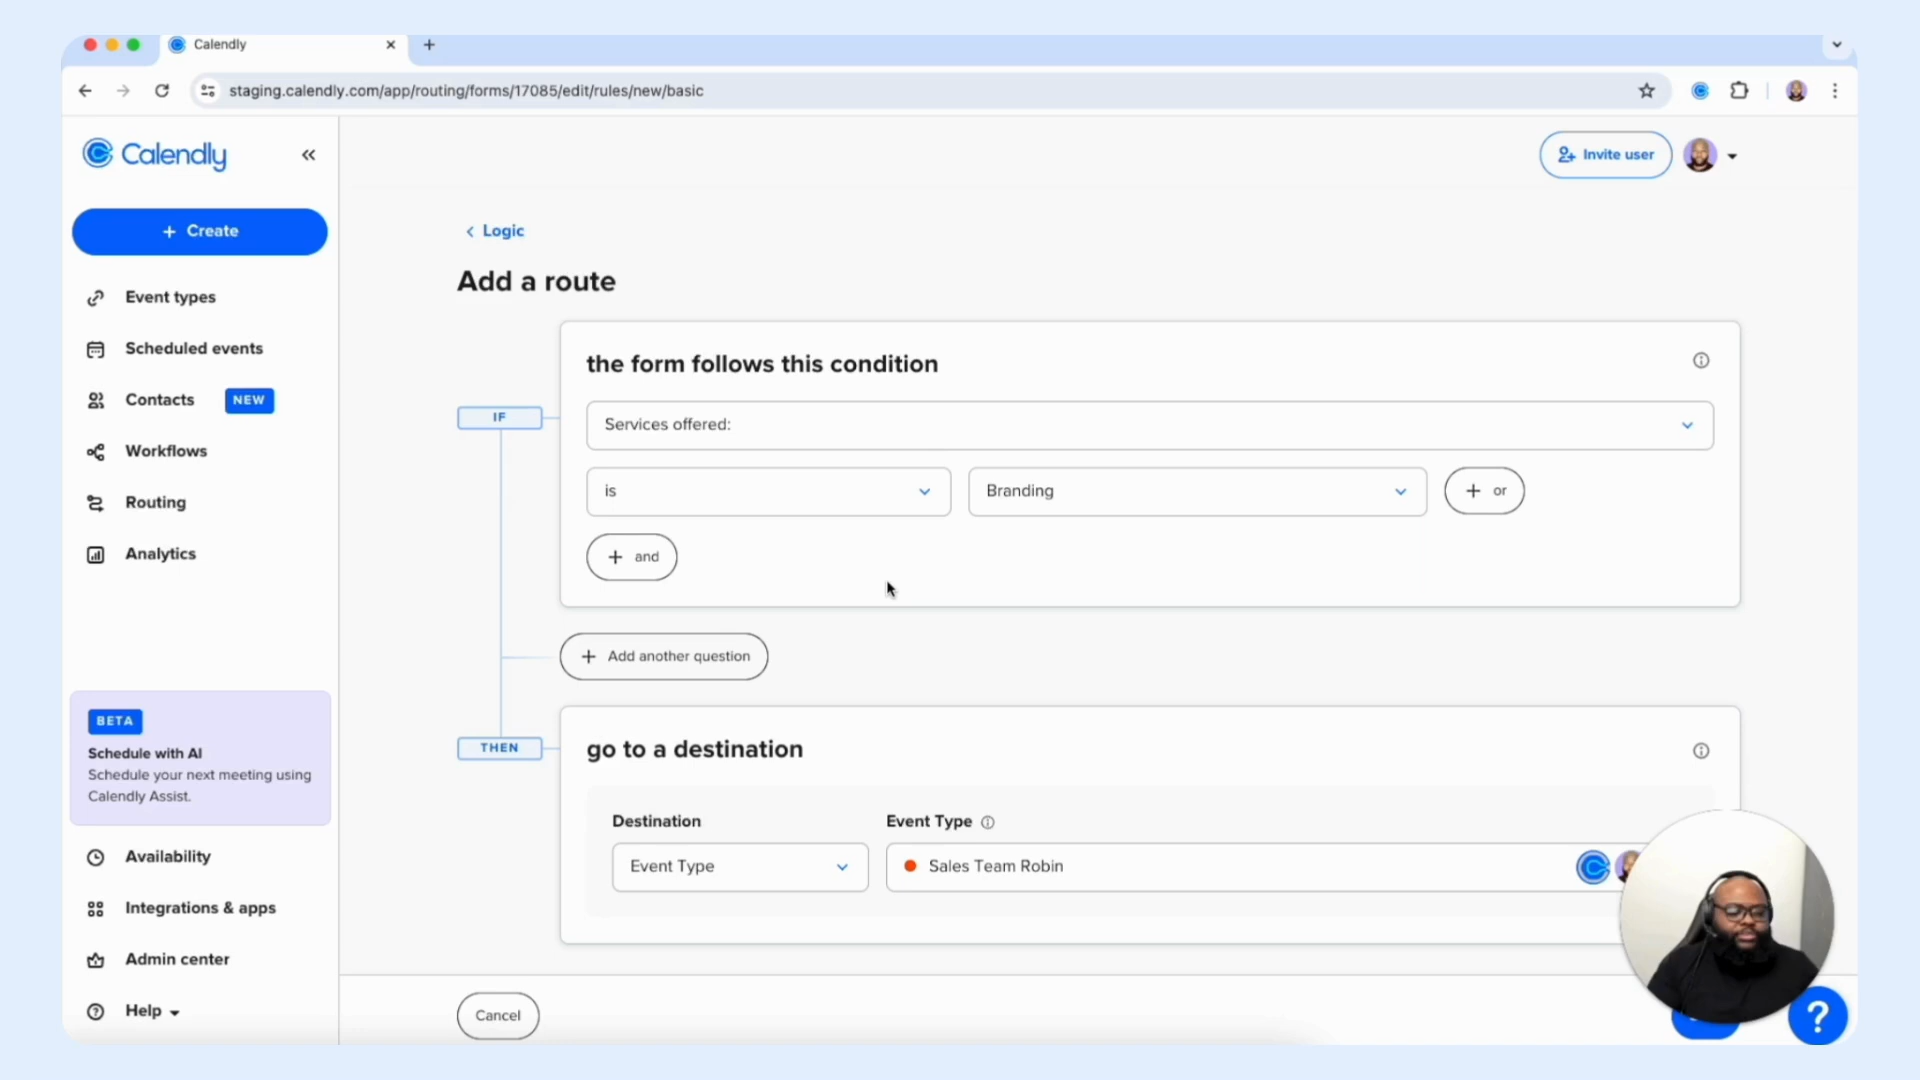 Calendly
staging.calendly.com/app/routing/forms/17085/edit/rules/new/basic
Calendly
Invite user
Create
Logic
Add a route
Event types
Scheduled events
Contacts NEW
Workflows
Routing
Analytics
the form follows this condition
IF
Services offered:
is
Branding
or
and
Add another question
THEN
go to a destination
Destination
Event Type
Event Type
Sales Team Robin
BETA
Schedule with AI
Schedule your next meeting using
Calendly Assist.
Availability
Integrations & apps
Admin center
Help
Cancel
?